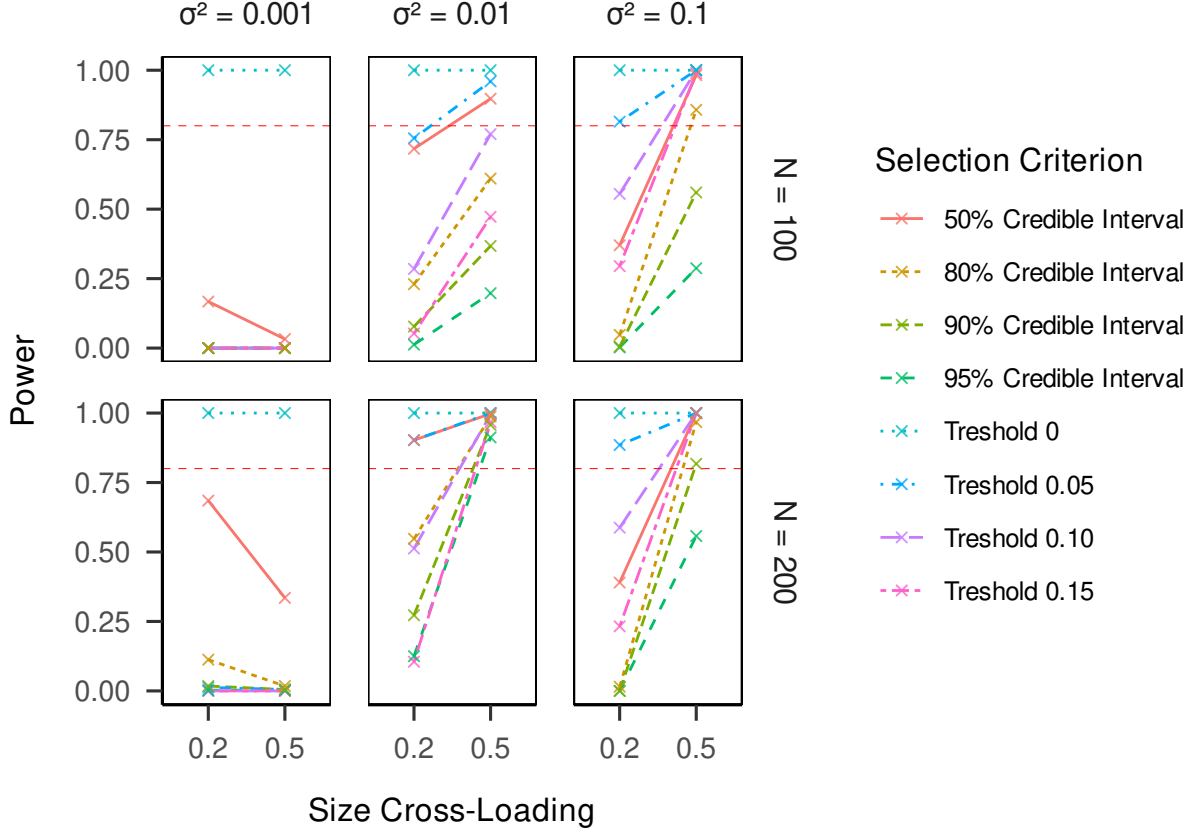 σ² = 0.001
σ² = 0.01
σ² = 0.1
1.00
0.75
0.50
0.25
0.00
N = 100
1.00
0.75
0.50
0.25
0.00
N = 200
Power
0.2
0.5
0.2
0.5
0.2
0.5
Size Cross-Loading
Selection Criterion
50% Credible Interval
80% Credible Interval
90% Credible Interval
95% Credible Interval
Treshold 0
Treshold 0.05
Treshold 0.10
Treshold 0.15